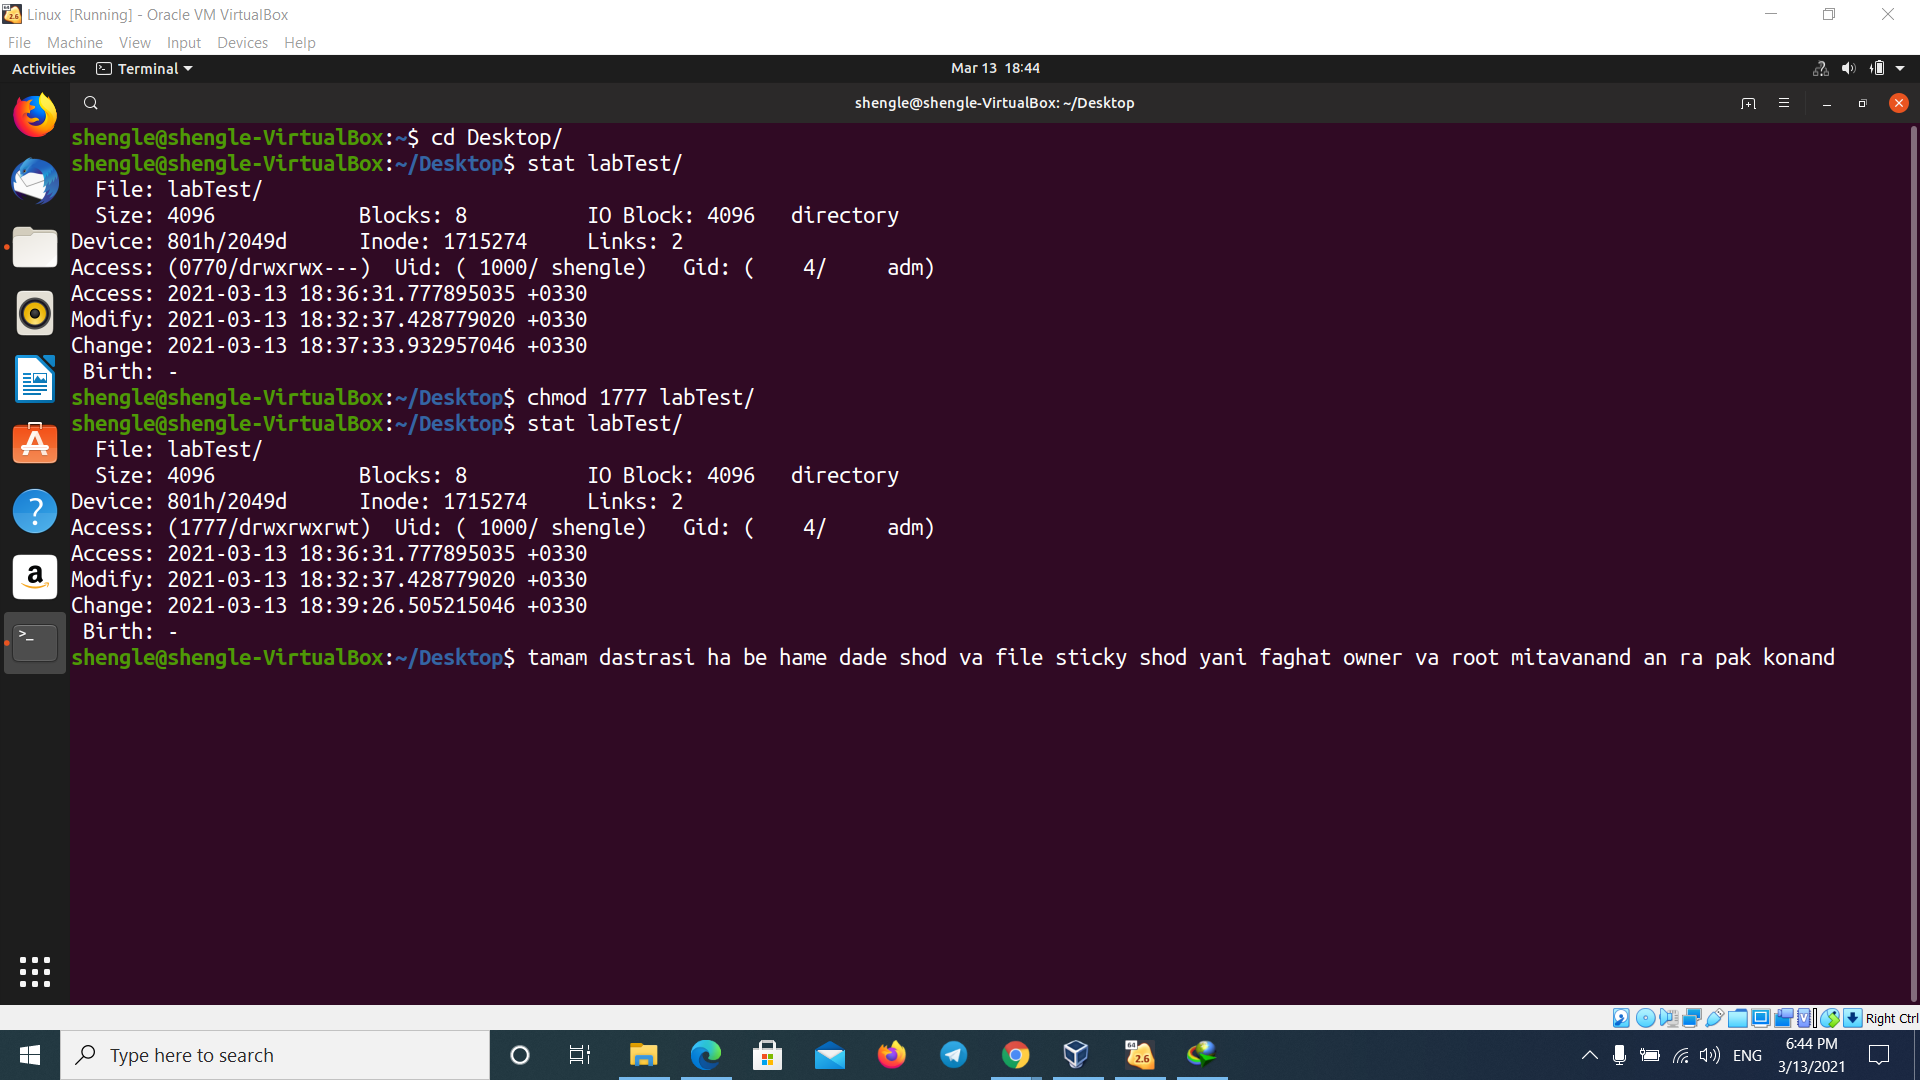 Linux [Running] - Oracle VM VirtualBox
File Machine View Input Devices Help
Activities Terminal Mar 13 18:44
shengle@shengle-VirtualBox: ~/Desktop
shengle@shengle-VirtualBox:~$ cd Desktop/
shengle@shengle-VirtualBox:~/Desktop$ stat labTest/
File: labTest/
Size: 4096 Blocks: 8 IO Block: 4096 directory
Device: 801h/2049d Inode: 1715274 Links: 2
Access: (0770/drwxrwx---) Uid: ( 1000/ shengle) Gid: ( 4/ adm)
Access: 2021-03-13 18:36:31.777895035 +0330
Modify: 2021-03-13 18:32:37.428779020 +0330
Change: 2021-03-13 18:37:33.932957046 +0330
Birth: -
shengle@shengle-VirtualBox:~/Desktop$ chmod 1777 labTest/
shengle@shengle-VirtualBox:~/Desktop$ stat labTest/
File: labTest/
Size: 4096 Blocks: 8 IO Block: 4096 directory
Device: 801h/2049d Inode: 1715274 Links: 2
Access: (1777/drwxrwxrwt) Uid: ( 1000/ shengle) Gid: ( 4/ adm)
Access: 2021-03-13 18:36:31.777895035 +0330
Modify: 2021-03-13 18:32:37.428779020 +0330
Change: 2021-03-13 18:39:26.505215046 +0330
Birth: -
shengle@shengle-VirtualBox:~/Desktop$ tamam dastrasi ha be hame dade shod va file sticky shod yani faghat owner va root mitavanand an ra pak konand
Right Ctrl
Type here to search
ENG
6:44 PM
3/13/2021